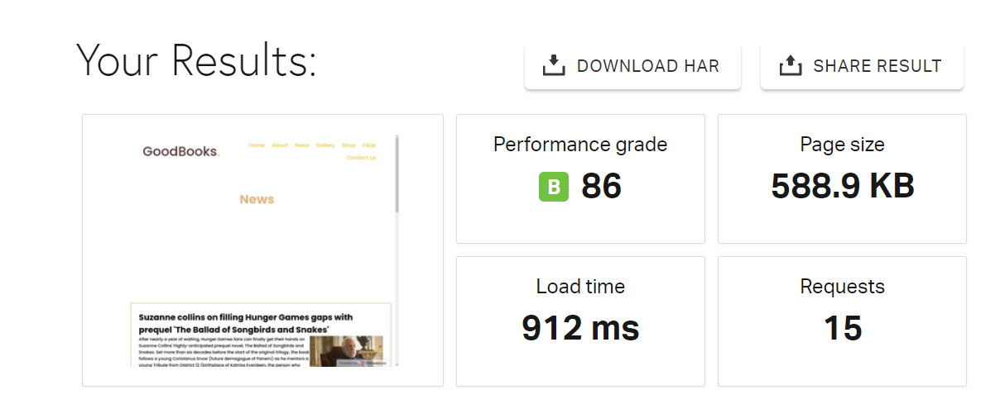 Your Results:
DOWNLOAD HAR
SHARE RESULT
GoodBooks.
Home About News Gallery Shop FAQs
Contact us
News
Suzanne collins on filling Hunger Games gaps with
prequel 'The Ballad of Songbirds and Snakes'
After nearly a year of waiting, Hunger Games fans can finally get their hands on
Suzanne Collins' highly-anticipated prequel novel, The Ballad of Songbirds and
Snakes. Set more than six decades before the start of the original trilogy, the book
follows a young Coriolanus Snow (future demagogue of Panem) as he mentors a
young Tribute from District 12 (birthplace of Katniss Everdeen, the person who
Performance grade
B 86
Page size
588.9 KB
Load time
912 ms
Requests
15